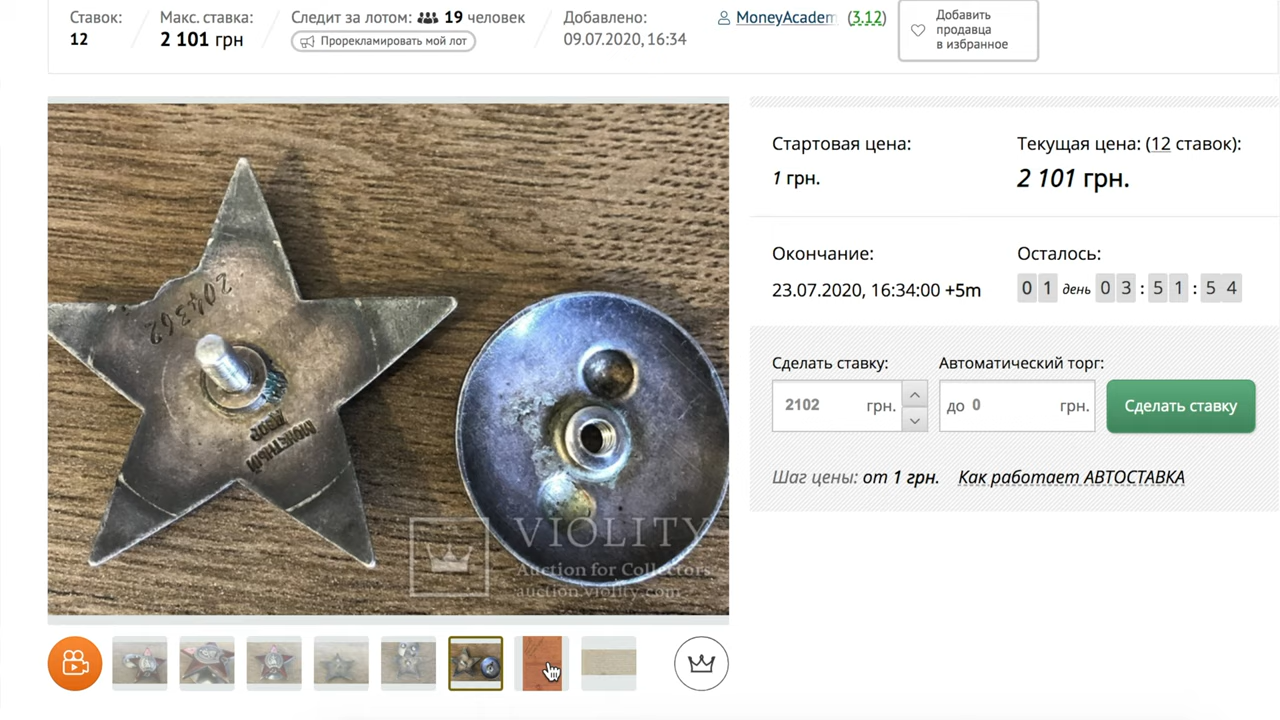 Ставок:
12
Макс. ставка:
2 101 грн
Следит за лотом: 19 человек
Прорекламировать мой лот
Добавлено:
09.07.2020, 16:34
MoneyAcadem (3.12)
Добавить
продавца
в избранное
204362
МОНЕТНЫЙ
ДВОР
VIOLITY
Auction for Collectors
auction.violity.com
Стартовая цена:
1 грн.
Текущая цена: (12 ставок):
2 101 грн.
Окончание:
23.07.2020, 16:34:00 +5m
Осталось:
01 день 03:51:54
Сделать ставку:
2102 грн.
Автоматический торг:
до 0 грн.
Сделать ставку
Шаг цены: от 1 грн. Как работает АВТОСТАВКА